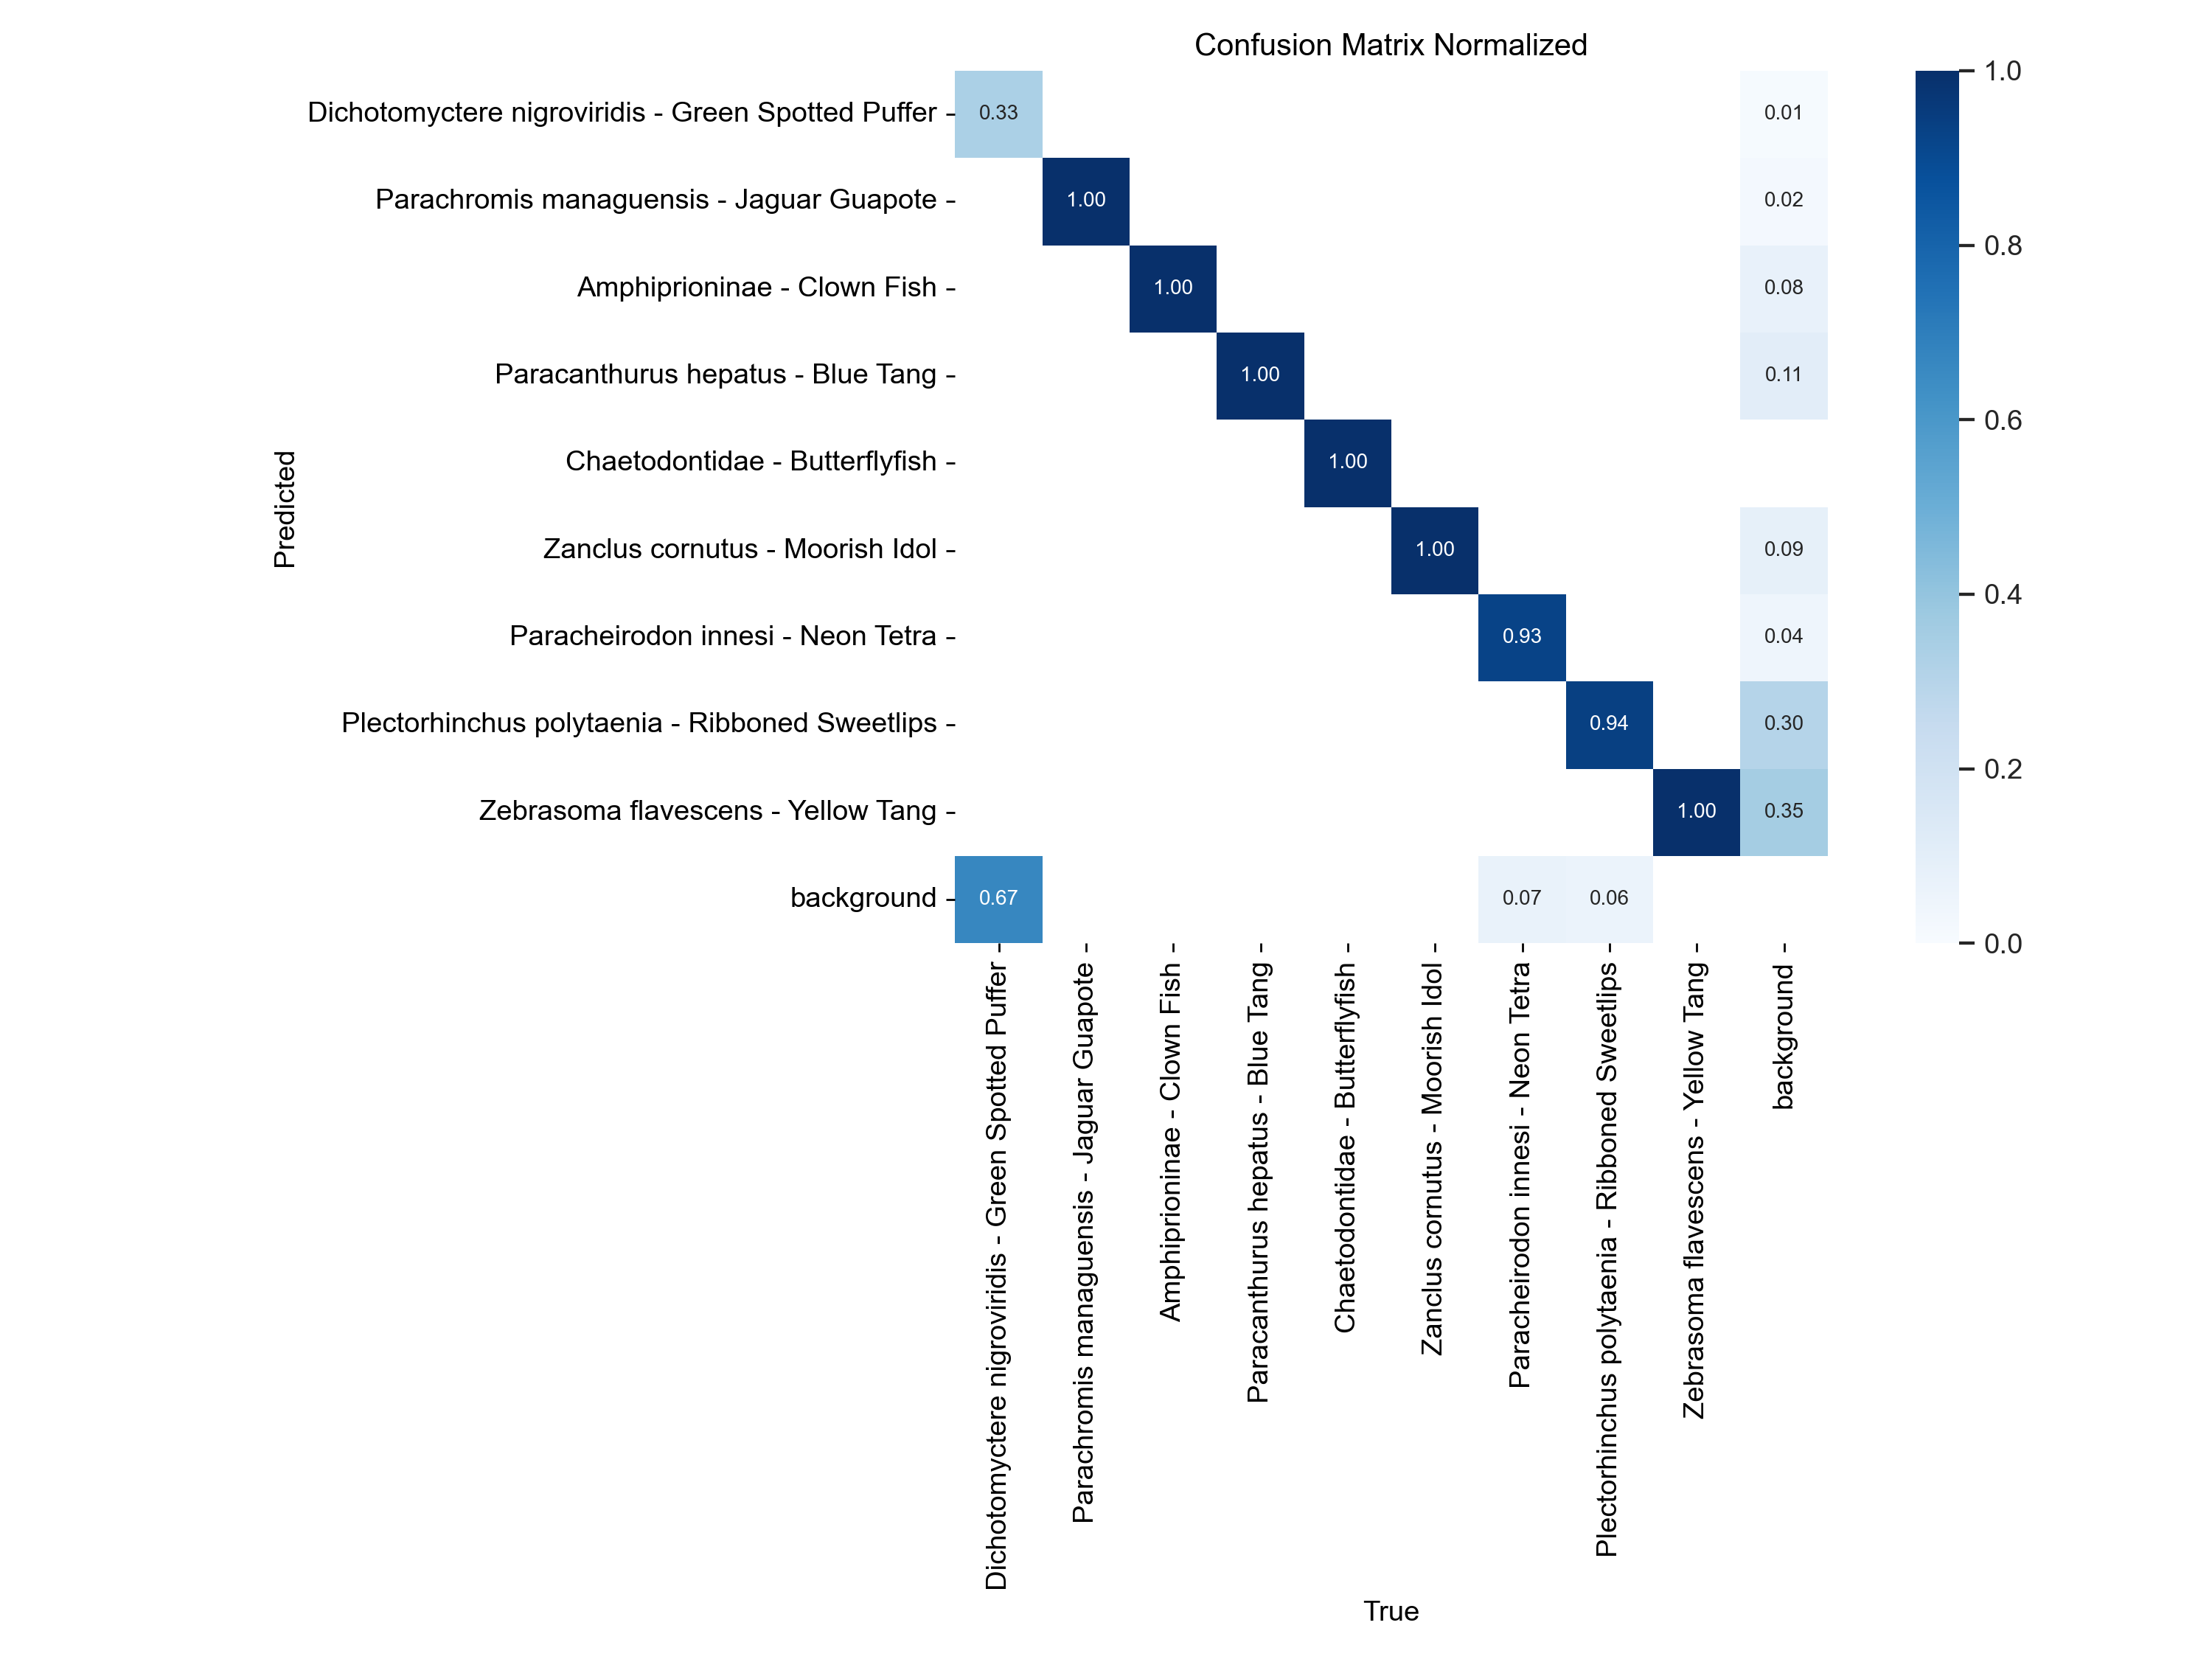 Confusion Matrix Normalized
Dichotomyctere nigroviridis - Green Spotted Puffer
0.33
0.01
Parachromis managuensis - Jaguar Guapote
1.00
0.02
Amphiprioninae - Clown Fish
1.00
0.08
Paracanthurus hepatus - Blue Tang
1.00
0.11
Chaetodontidae - Butterflyfish
1.00
Zanclus cornutus - Moorish Idol
1.00
0.09
Paracheirodon innesi - Neon Tetra
0.93
0.04
Plectorhinchus polytaenia - Ribboned Sweetlips
0.94
0.30
Zebrasoma flavescens - Yellow Tang
1.00
0.35
background
0.67
0.07
0.06
Predicted
Dichotomyctere nigroviridis - Green Spotted Puffer
Parachromis managuensis - Jaguar Guapote
Amphiprioninae - Clown Fish
Paracanthurus hepatus - Blue Tang
Chaetodontidae - Butterflyfish
Zanclus cornutus - Moorish Idol
Paracheirodon innesi - Neon Tetra
Plectorhinchus polytaenia - Ribboned Sweetlips
Zebrasoma flavescens - Yellow Tang
background
True
1.0
0.8
0.6
0.4
0.2
0.0